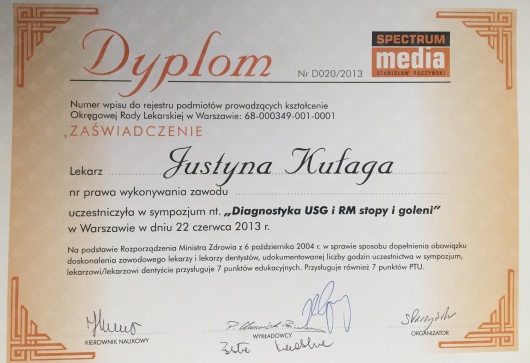 SPECTRUM
media
STANISŁAW PACZYŃSKI
Dyplom
Nr D020/2013
Numer wpisu do rejestru podmiotów prowadzących kształcenie
Okręgowej Rady Lekarskiej w Warszawie: 68-000349-001-0001
ZAŚWIADCZENIE
Lekarz Justyna Kułaga
nr prawa wykonywania zawodu
uczestniczyła w sympozjum nt. „Diagnostyka USG i RM stopy i goleni”
w Warszawie w dniu 22 czerwca 2013 r.
Na podstawie Rozporządzenia Ministra Zdrowia z 6 października 2004 r. w sprawie sposobu dopełnienia obowiązku
doskonalenia zawodowego lekarzy i lekarzy dentystów, udokumentowanej liczby godzin uczestnictwa w sympozjum,
lekarzowi/lekarzowi dentyście przysługuje 7 punktów edukacyjnych. Przysługuje również 7 punktów PTU.
KIEROWNIK NAUKOWY
WYKŁADOWCY
ORGANIZATOR